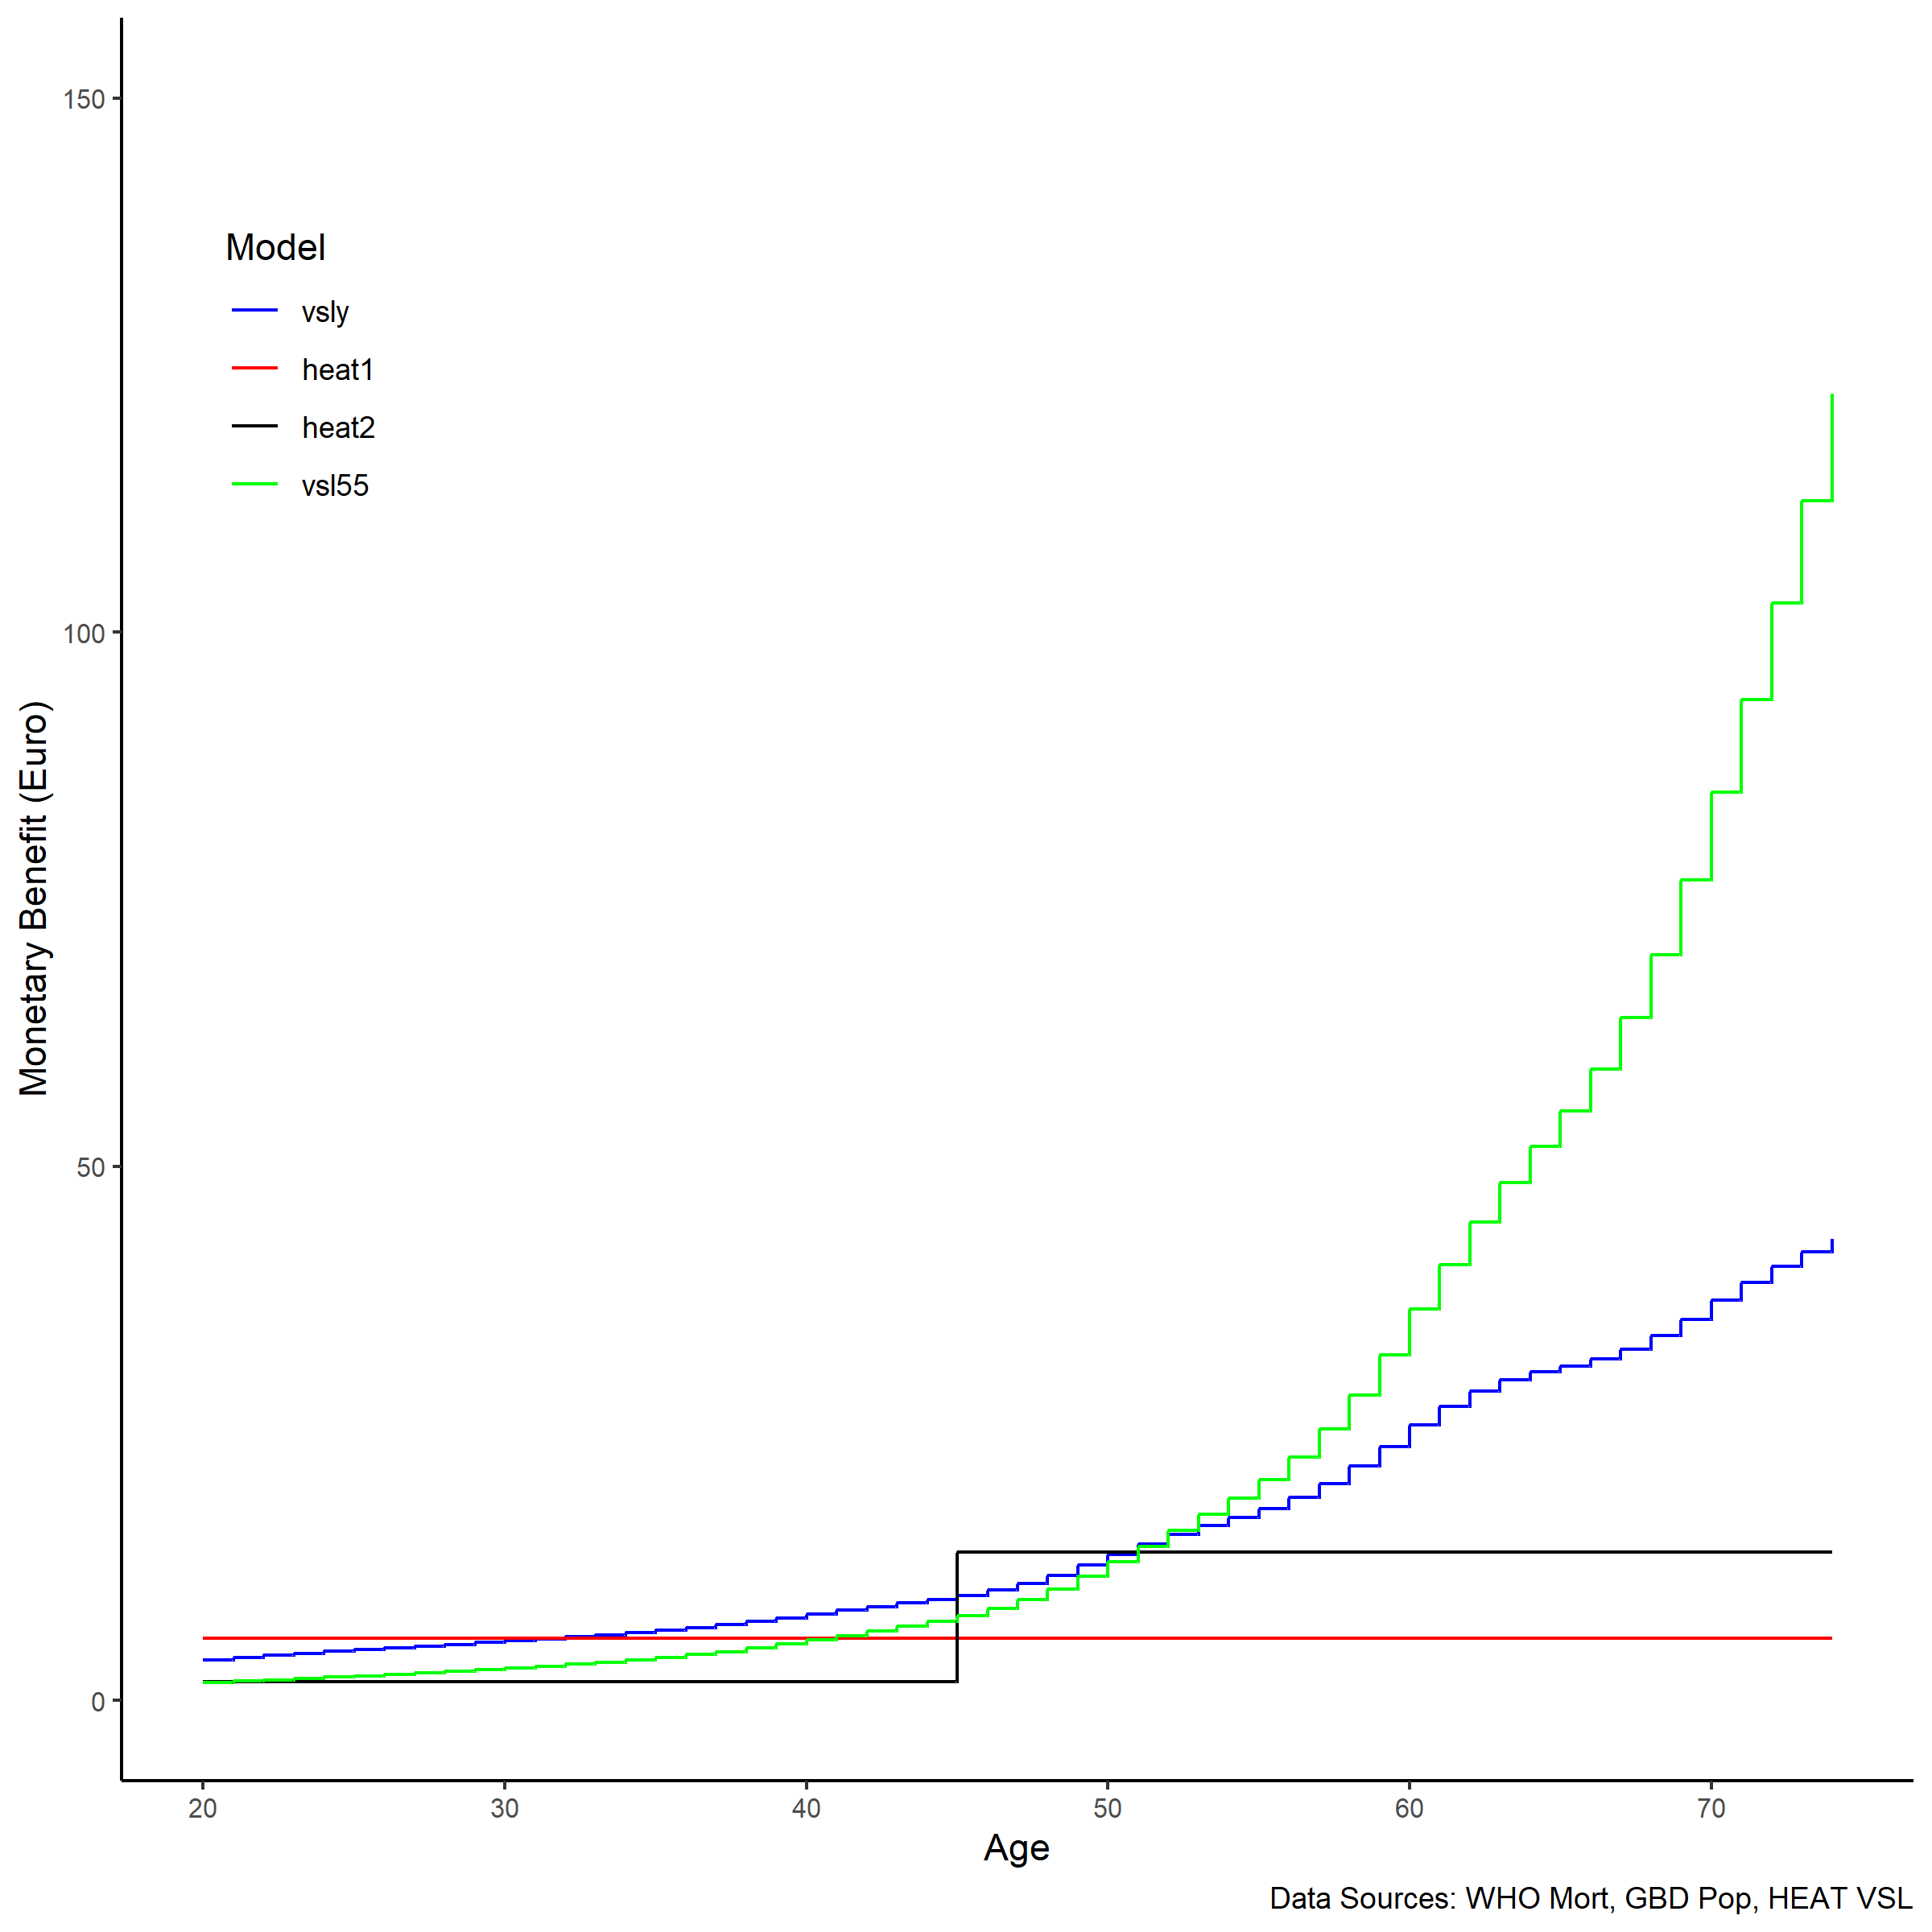 150
100
50
0
Monetary Benefit (Euro)
Model
vsly
heat1
heat2
vsl55
20 30 40 50 60 70
Age
Data Sources: WHO Mort, GBD Pop, HEAT VSL